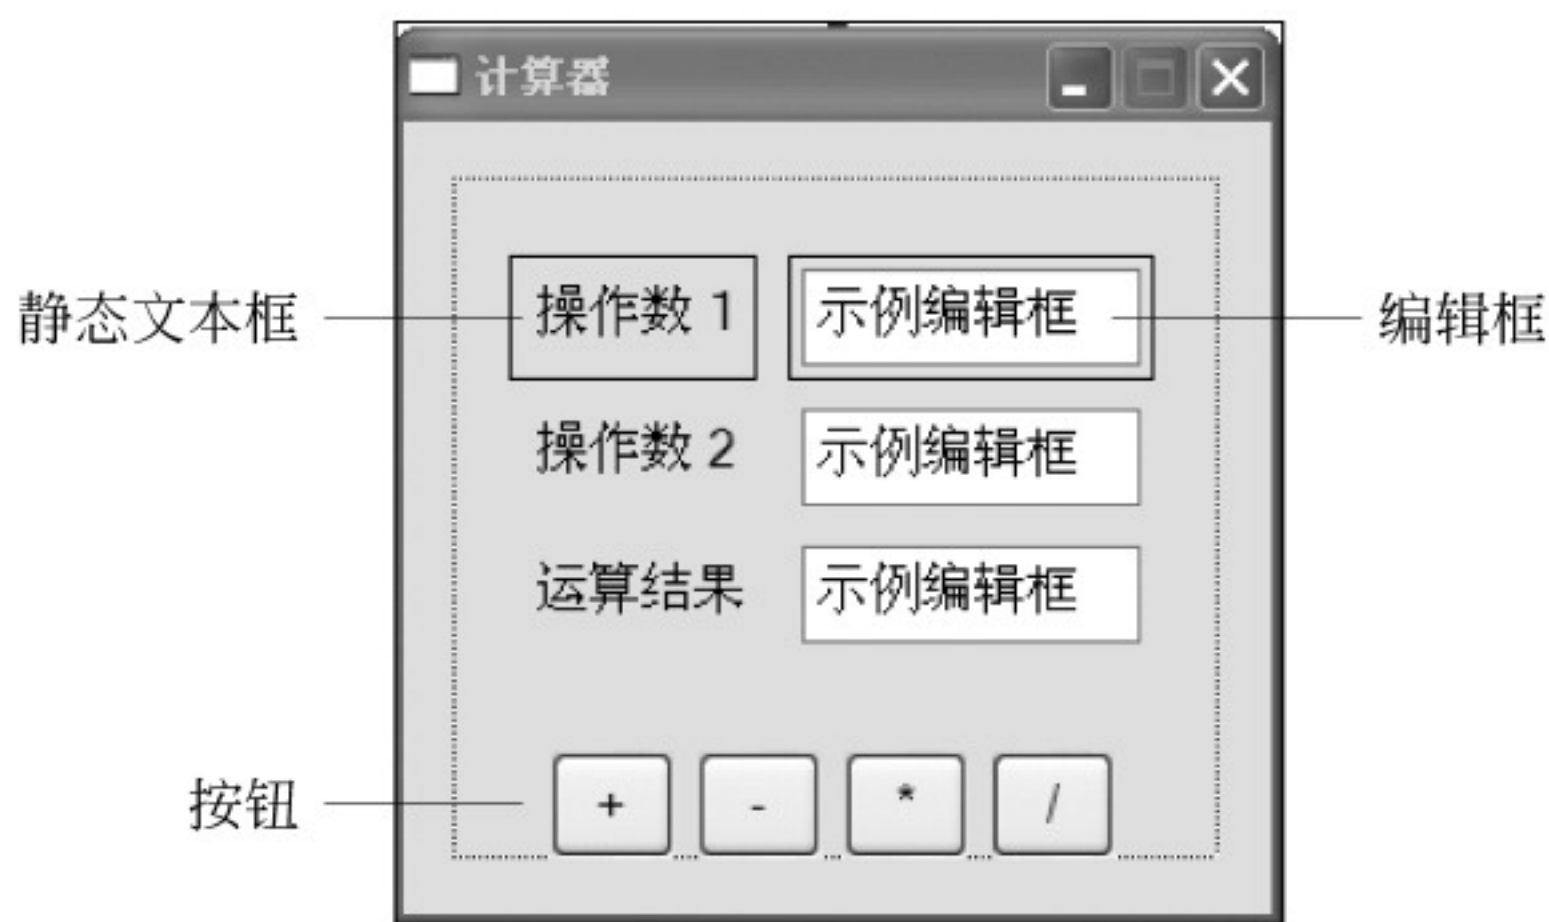 计算器
静态文本框
操作数 1
示例编辑框
编辑框
操作数 2
示例编辑框
运算结果
示例编辑框
按钮
+
-
*
/